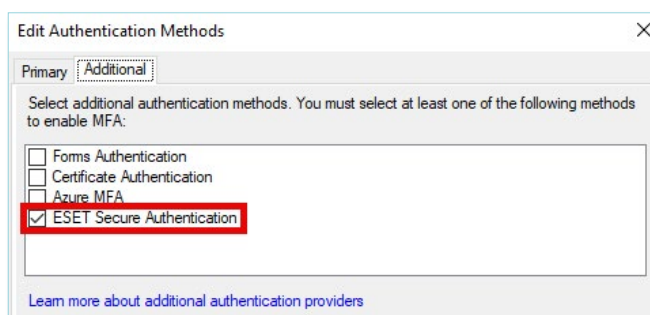 Edit Authentication Methods
Primary Additional
Select additional authentication methods. You must select at least one of the following methods
to enable MFA:
Forms Authentication
Certificate Authentication
Azure MFA
ESET Secure Authentication
Learn more about additional authentication providers